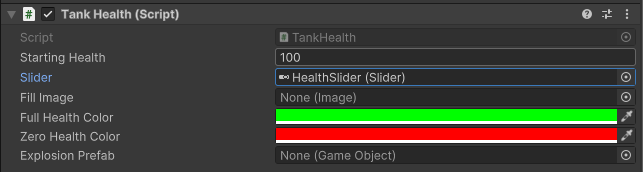 Tank Health (Script)
Script TankHealth
Starting Health 100
Slider HealthSlider (Slider)
Fill Image None (Image)
Full Health Color
Zero Health Color
Explosion Prefab None (Game Object)